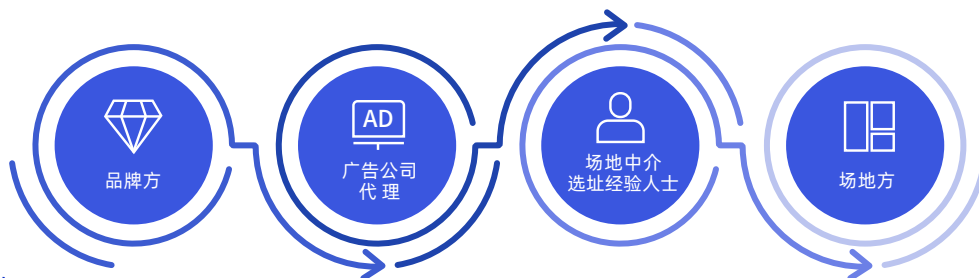 品牌方
AD
广告公司
代 理
场地中介
选址经验人士
场地方